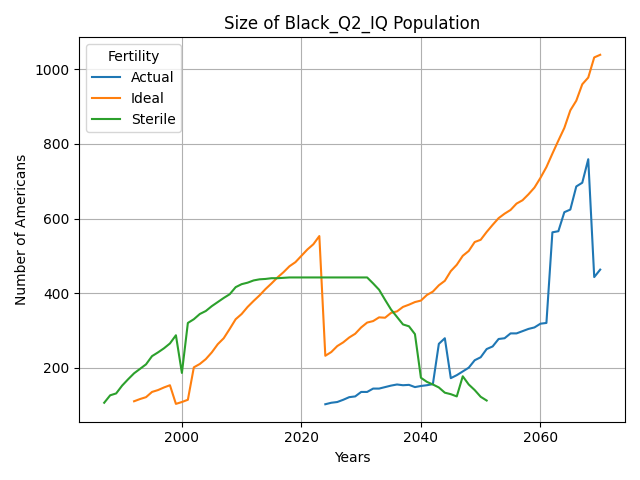 Size of Black_Q2_IQ Population
Fertility
Actual
Ideal
Sterile
Number of Americans
1000
800
600
400
200
2000
2020
2040
2060
Years